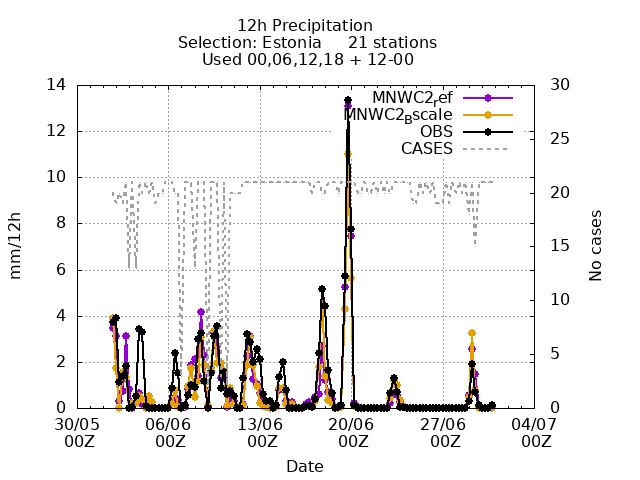 12h Precipitation
Selection: Estonia 21 stations
Used 00,06,12,18 + 12-00
14 30
MNWC2ref
MNWC2Bscale
12 OBS 25
CASES
10 20
8
15
6
10
4
5
2
0 0
30/05 06/06 13/06 20/06 27/06 04/07
00Z 00Z 00Z 00Z 00Z 00Z
Date
mm/12h
No cases